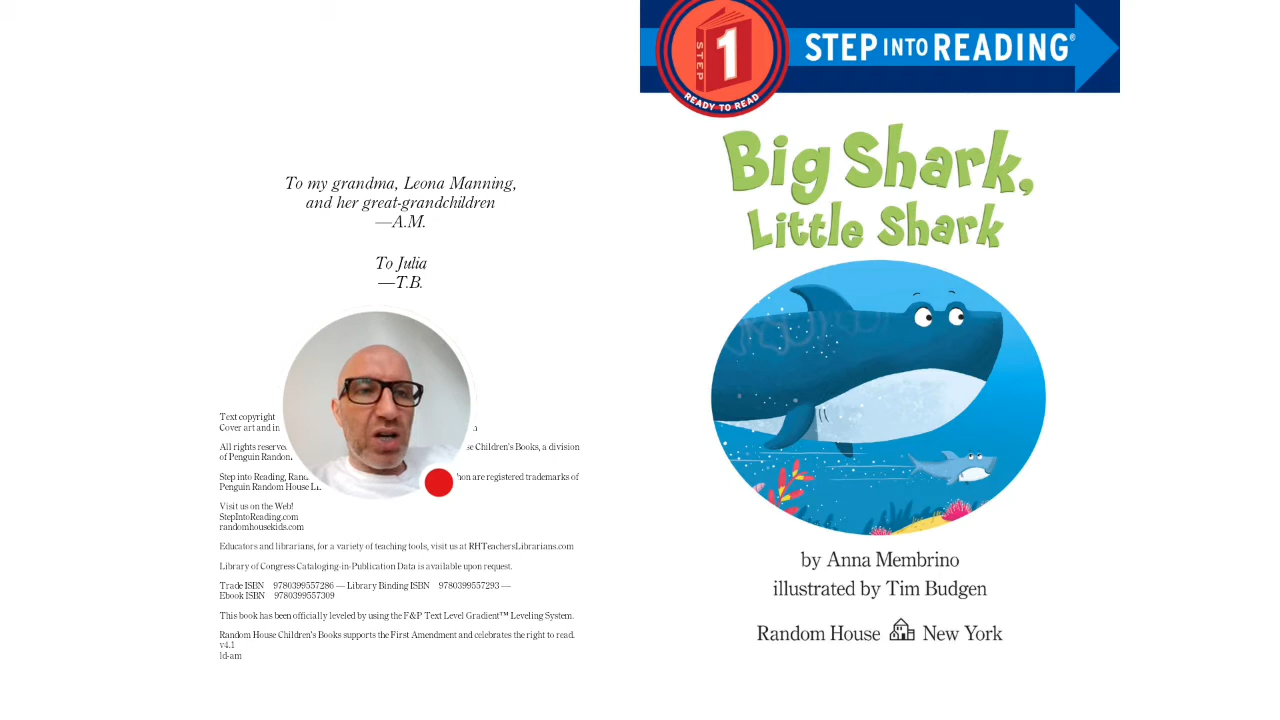 To my grandma, Leona Manning,
and her great-grandchildren
—A.M.
To Julia
—T.B.
Text copyright
Cover art and in
All rights reserved Children's Books, a division
of Penguin Random
Step into Reading, are registered trademarks of
Penguin Random House
Visit us on the Web!
StepIntoReading.com
randomhousekids.com
Educators and librarians, for a variety of teaching tools, visit us at RHTeachersLibrarians.com
Library of Congress Cataloging-in-Publication Data is available upon request.
Trade ISBN 9780399557286 — Library Binding ISBN 9780399557293 —
Ebook ISBN 9780399557309
This book has been officially leveled by using the F&P Text Level Gradient™ Leveling System.
Random House Children's Books supports the First Amendment and celebrates the right to read.
v4.1
ld-am
STEP 1
READY TO READ
STEP INTO READING®
Big Shark,
Little Shark
by Anna Membrino
illustrated by Tim Budgen
Random House New York